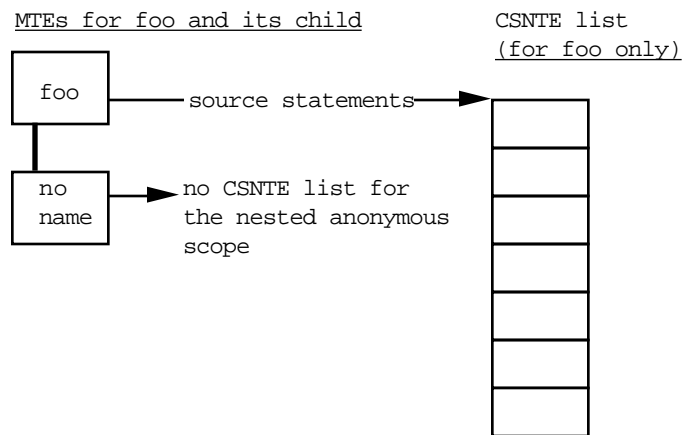 MTEs for foo and its child
CSNTE list
(for foo only)
foo
source statements
no
name
no CSNTE list for
the nested anonymous
scope